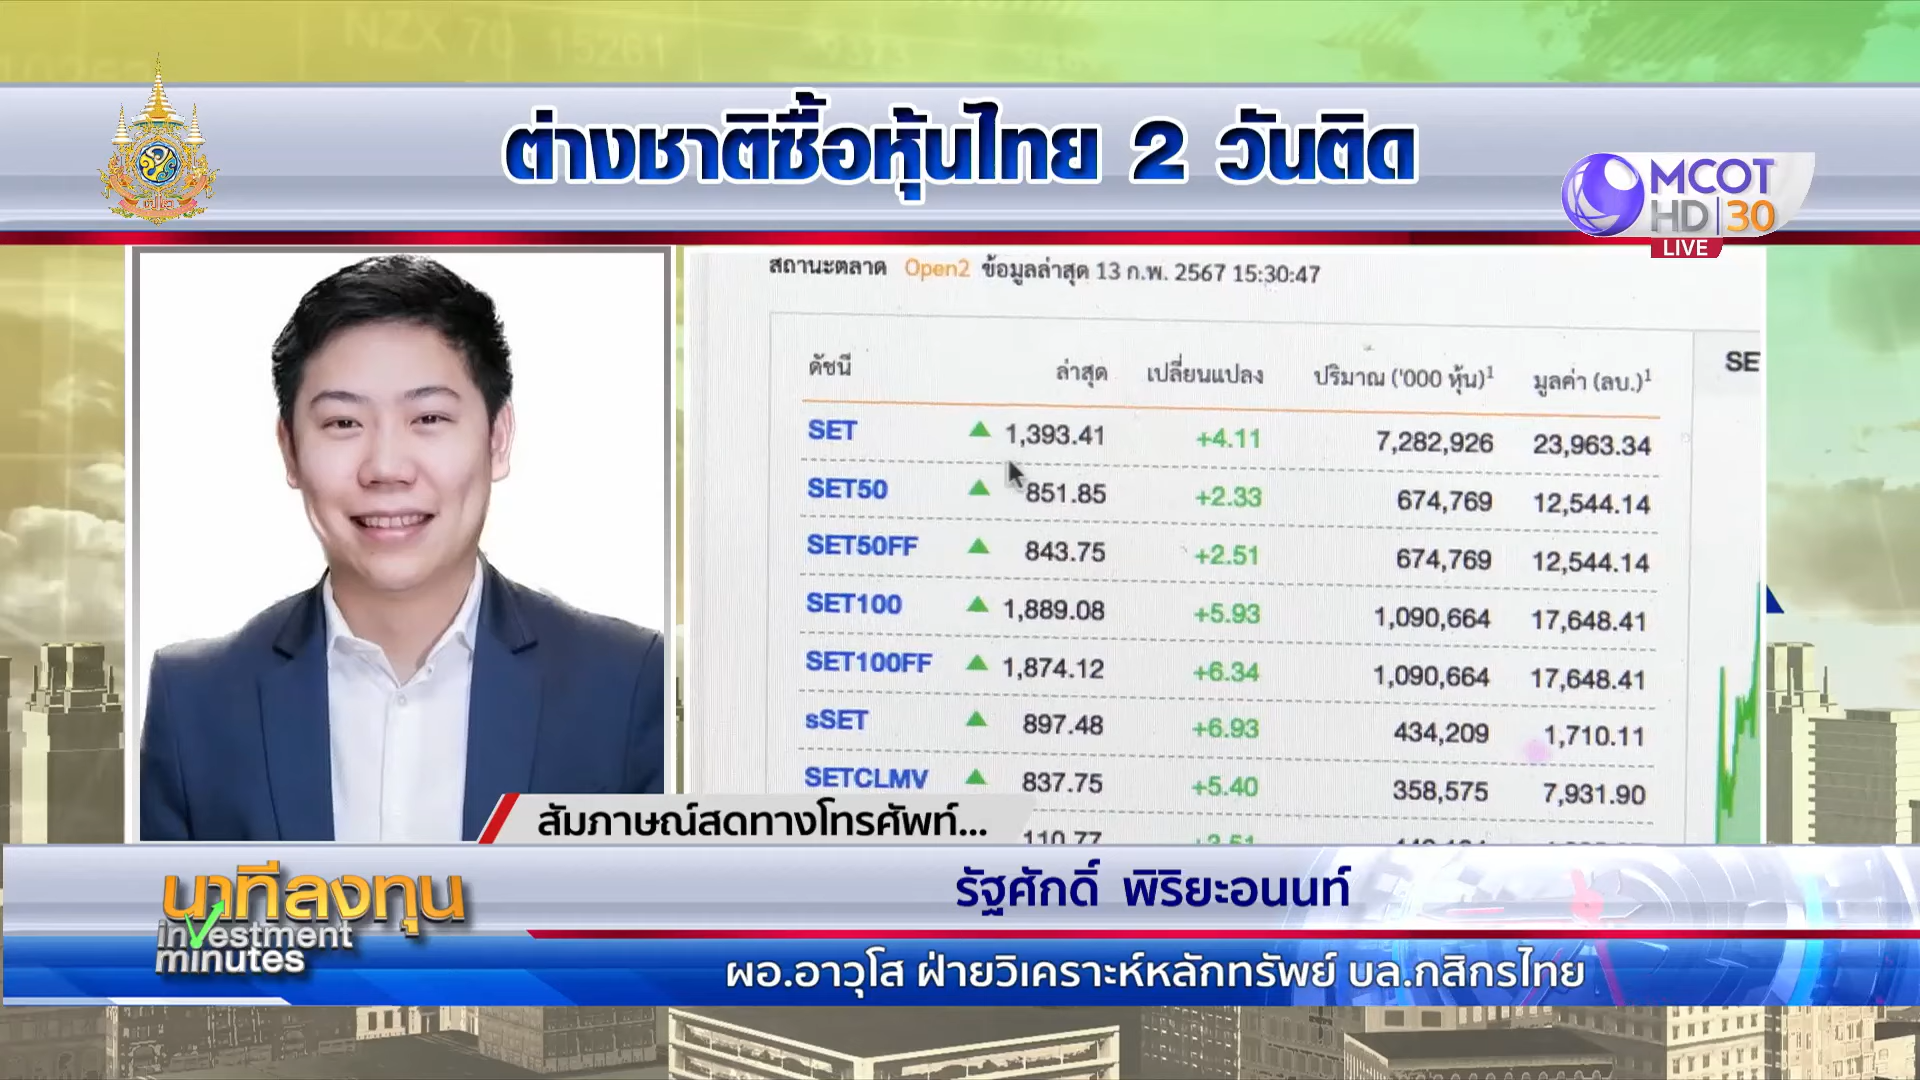 NZX 70 15261
ต่างชาติซื้อหุ้นไทย 2 วันติด
MCOT
HD 30
LIVE
สถานะตลาด Open2 ข้อมูลล่าสุด 13 ก.พ. 2567 15:30:47
ดัชนี ล่าสุด เปลี่ยนแปลง ปริมาณ ('000 หุ้น)¹ มูลค่า (ลบ.)¹
SE
SET 1,393.41 +4.11 7,282,926 23,963.34
SET50 851.85 +2.33 674,769 12,544.14
SET50FF 843.75 +2.51 674,769 12,544.14
SET100 1,889.08 +5.93 1,090,664 17,648.41
SET100FF 1,874.12 +6.34 1,090,664 17,648.41
sSET 897.48 +6.93 434,209 1,710.11
SETCLMV 837.75 +5.40 358,575 7,931.90
110.77
สัมภาษณ์สดทางโทรศัพท์...
นาทีลงทุน
investment
minutes
รัฐศักดิ์ พิริยะอนนท์
ผอ.อาวุโส ฝ่ายวิเคราะห์หลักทรัพย์ บล.กสิกรไทย